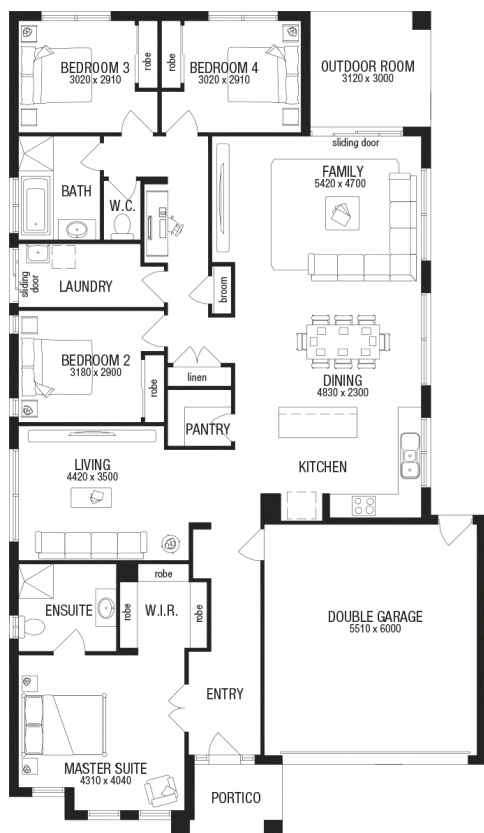 BEDROOM 3
3020 x 2910
robe
robe
BEDROOM 4
3020 x 2910
OUTDOOR ROOM
3120 x 3000
sliding door
FAMILY
5420 x 4700
BATH
W.C.
sliding
door
LAUNDRY
broom
BEDROOM 2
3180 x 2900
robe
linen
DINING
4830 x 2300
PANTRY
LIVING
4420 x 3500
KITCHEN
robe
ENSUITE
robe
W.I.R.
robe
DOUBLE GARAGE
5510 x 6000
ENTRY
MASTER SUITE
4310 x 4040
PORTICO